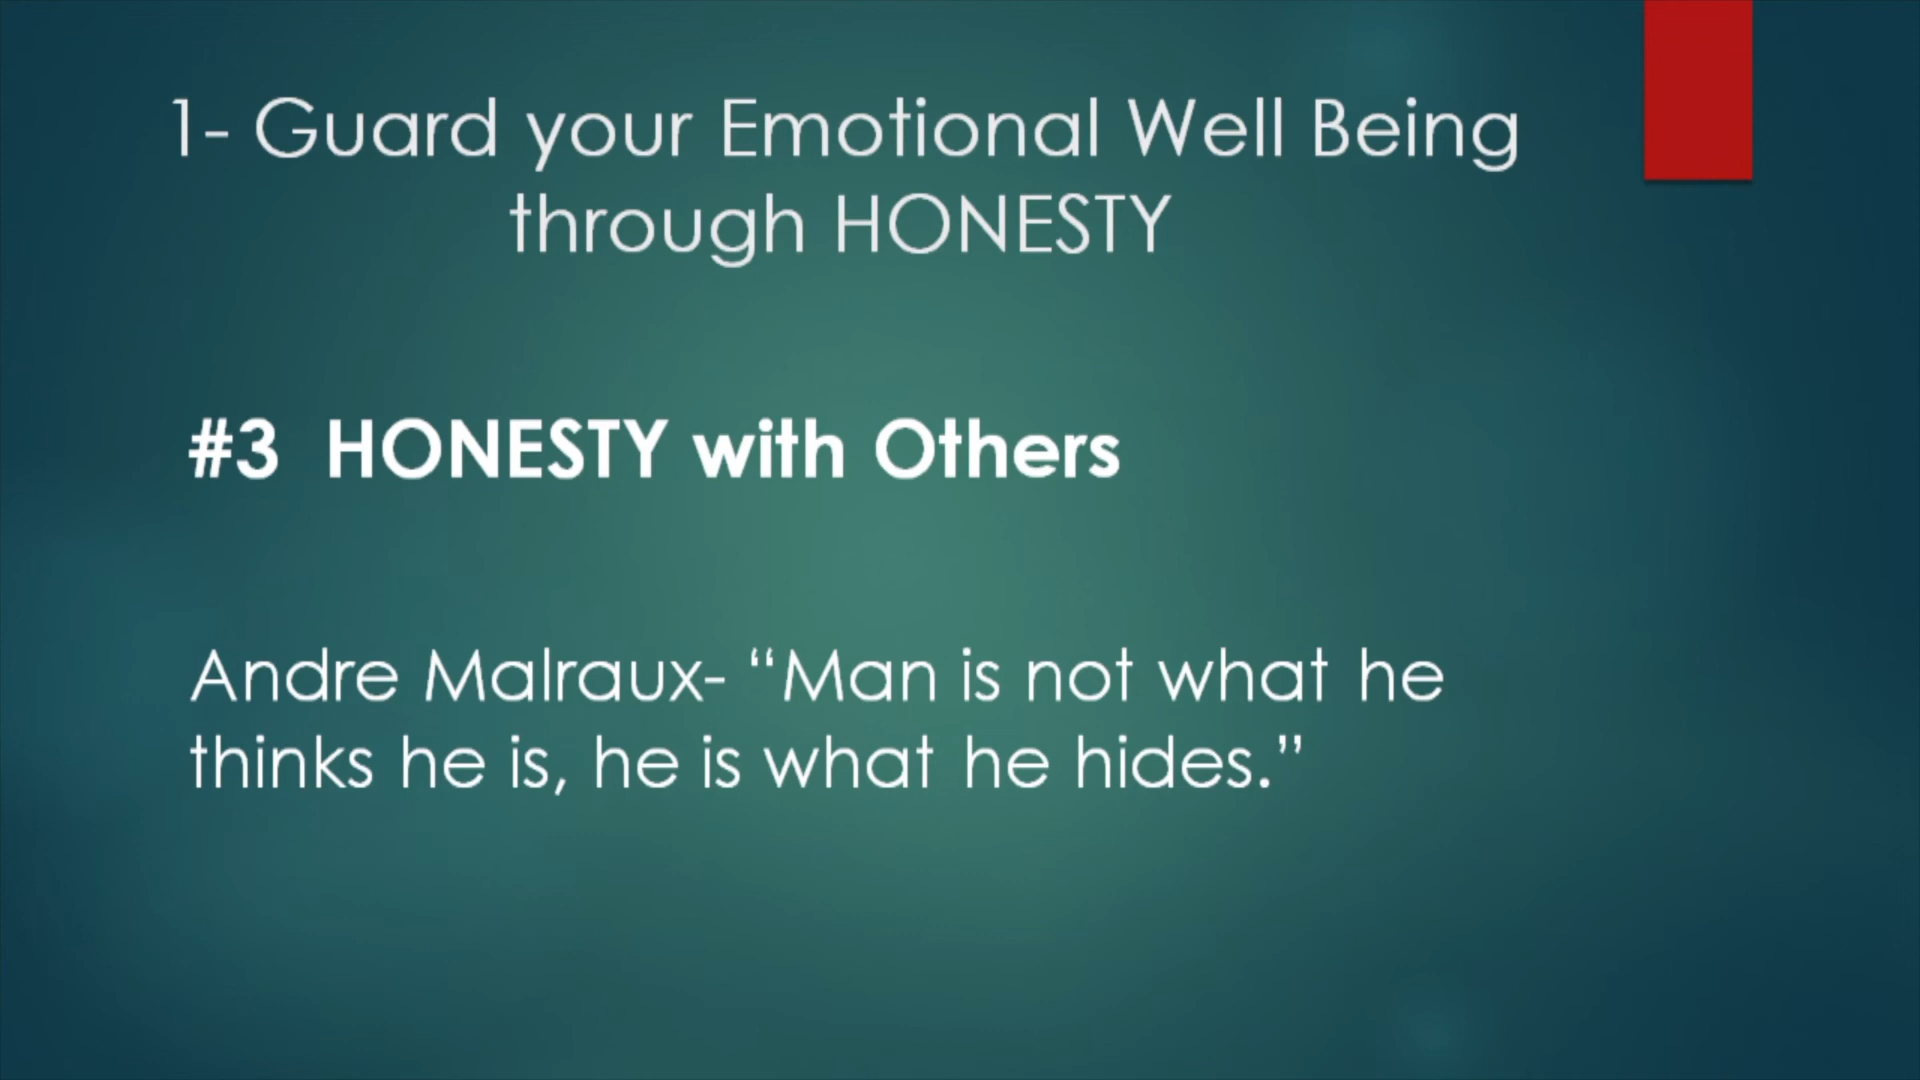 1- Guard your Emotional Well Being
through HONESTY
#3  HONESTY with Others
Andre Malraux- “Man is not what he
thinks he is, he is what he hides.”